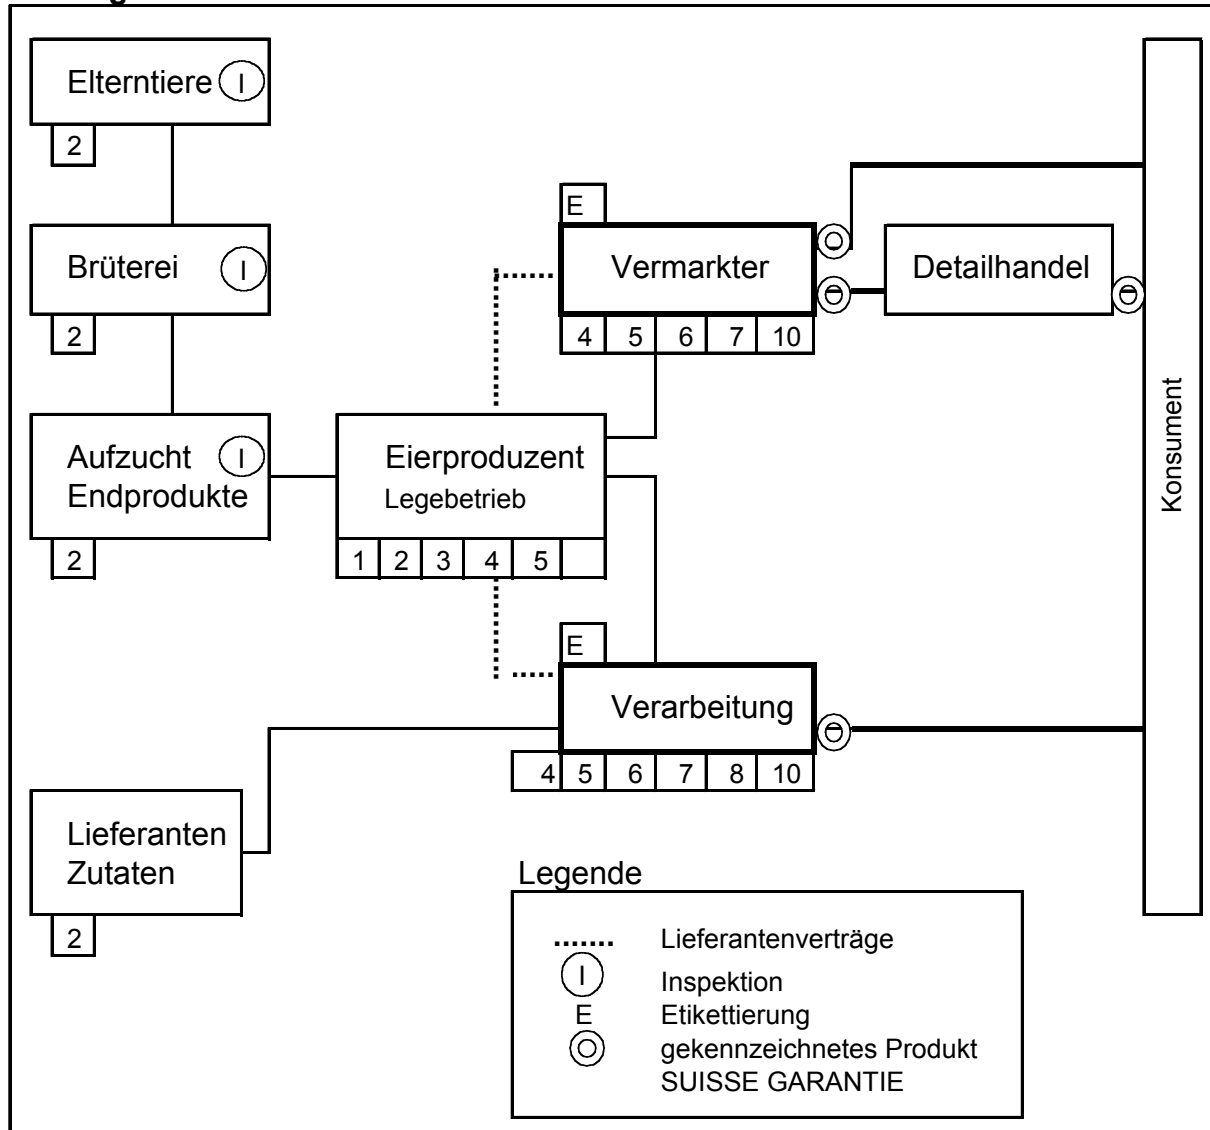 Elterntiere I
2
Brüterei I
2
Aufzucht I
Endprodukte
2
Eierproduzent
Legebetrieb
1 2 3 4 5
E
Vermarkter
4 5 6 7 10
Detailhandel
Konsument
E
Verarbeitung
4 5 6 7 8 10
Lieferanten
Zutaten
2
Legende
....... Lieferantenverträge
I Inspektion
E Etikettierung
gekennzeichnetes Produkt
SUISSE GARANTIE